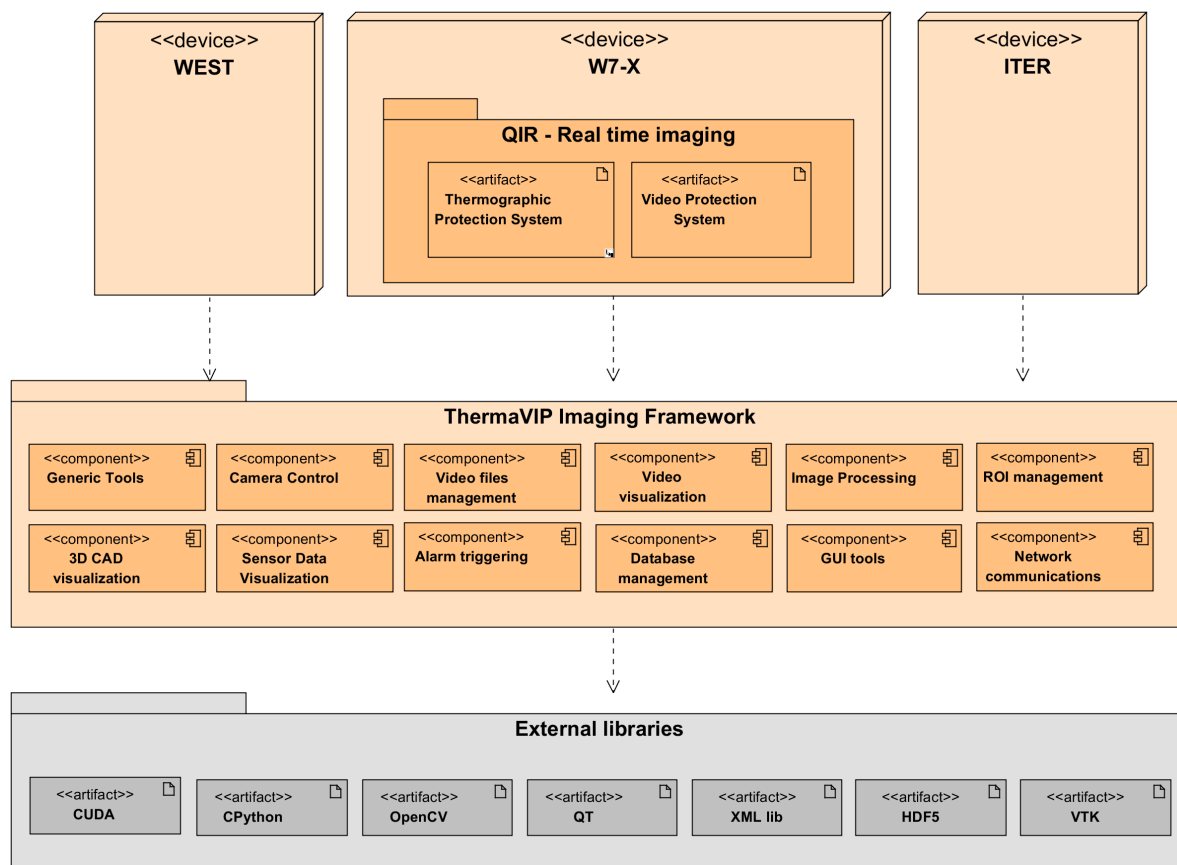 <<device>>
WEST
<<device>>
W7-X
<<device>>
ITER
QIR - Real time imaging
<<artifact>>
Thermographic
Protection System
<<artifact>>
Video Protection
System
ThermaVIP Imaging Framework
<<component>>
Generic Tools
<<component>>
Camera Control
<<component>>
Video files
management
<<component>>
Video
visualization
<<component>>
Image Processing
<<component>>
ROI management
<<component>>
3D CAD
visualization
<<component>>
Sensor Data
Visualization
<<component>>
Alarm triggering
<<component>>
Database
management
<<component>>
GUI tools
<<component>>
Network
communications
External libraries
<<artifact>>
CUDA
<<artifact>>
CPython
<<artifact>>
OpenCV
<<artifact>>
QT
<<artifact>>
XML lib
<<artifact>>
HDF5
<<artifact>>
VTK